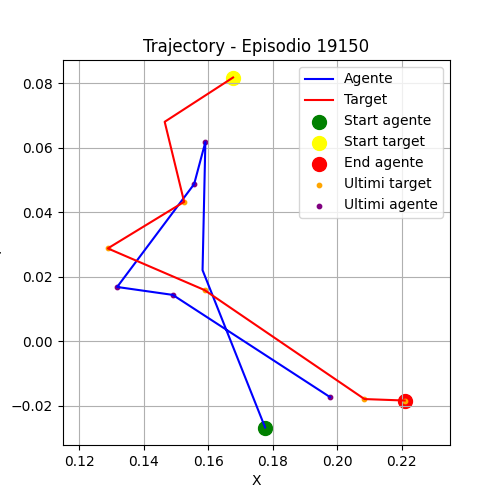 Trajectory - Episodio 19150
Agente
Target
Start agente
Start target
End agente
Ultimi target
Ultimi agente
0.08
0.06
0.04
0.02
0.00
−0.02
0.12
0.14
0.16
0.18
0.20
0.22
X